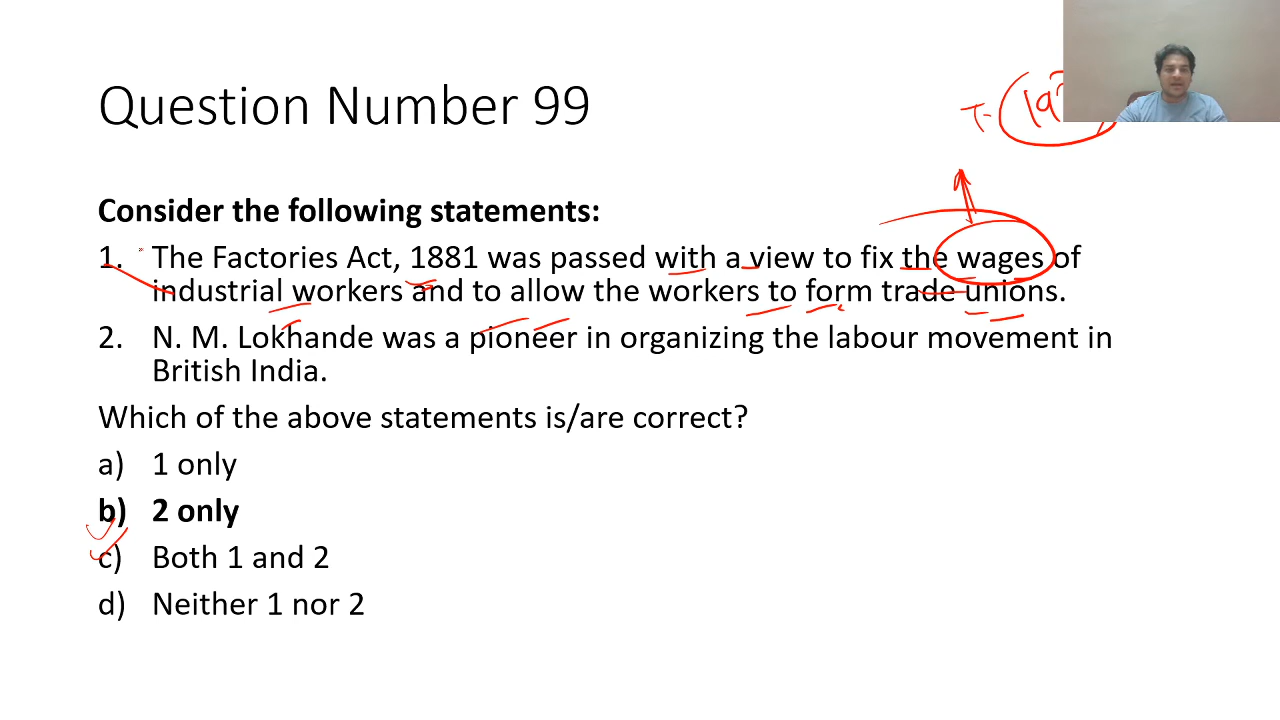 Question Number 99
T-
Consider the following statements:
1. The Factories Act, 1881 was passed with a view to fix the wages of
industrial workers and to allow the workers to form trade unions.
2. N. M. Lokhande was a pioneer in organizing the labour movement in
British India.
Which of the above statements is/are correct?
a) 1 only
b) 2 only
c) Both 1 and 2
d) Neither 1 nor 2